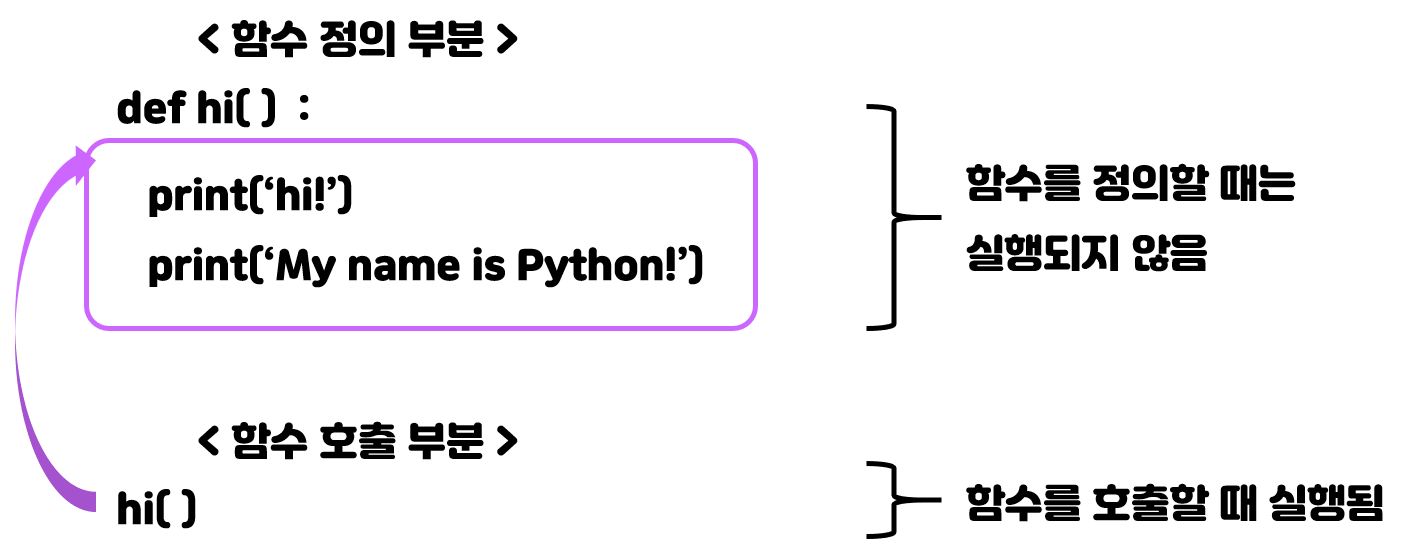 < 함수 정의 부분 >
def hi( ) :
print(‘hi!’)
print(‘My name is Python!’)
함수를 정의할 때는
실행되지 않음
< 함수 호출 부분 >
hi( )
함수를 호출할 때 실행됨